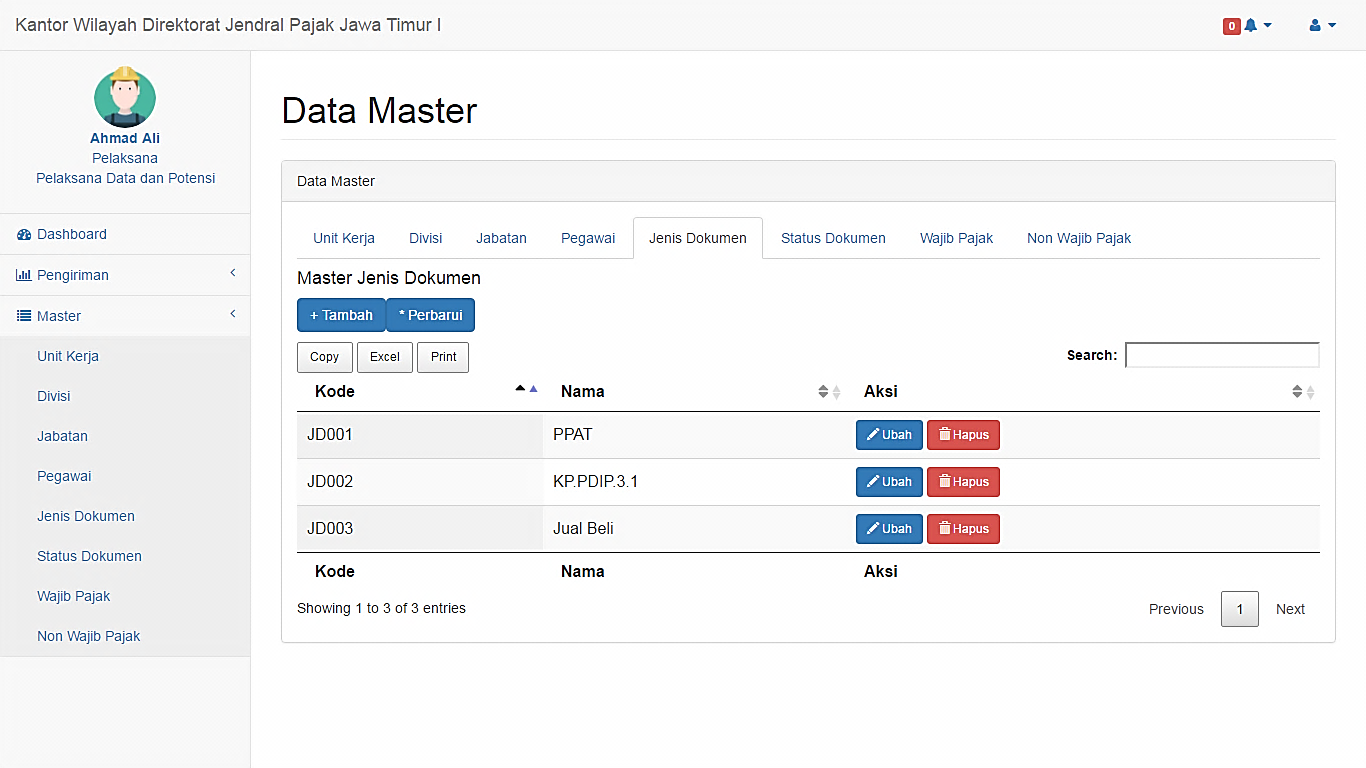 Kantor Wilayah Direktorat Jendral Pajak Jawa Timur I
0
Ahmad Ali
Pelaksana
Pelaksana Data dan Potensi
Dashboard
Pengiriman
Master
Unit Kerja
Divisi
Jabatan
Pegawai
Jenis Dokumen
Status Dokumen
Wajib Pajak
Non Wajib Pajak
Data Master
Data Master
Unit Kerja Divisi Jabatan Pegawai Jenis Dokumen Status Dokumen Wajib Pajak Non Wajib Pajak
Master Jenis Dokumen
+ Tambah * Perbarui
Copy Excel Print Search:
Kode Nama Aksi
JD001 PPAT Ubah Hapus
JD002 KP.PDIP.3.1 Ubah Hapus
JD003 Jual Beli Ubah Hapus
Kode Nama Aksi
Showing 1 to 3 of 3 entries Previous 1 Next